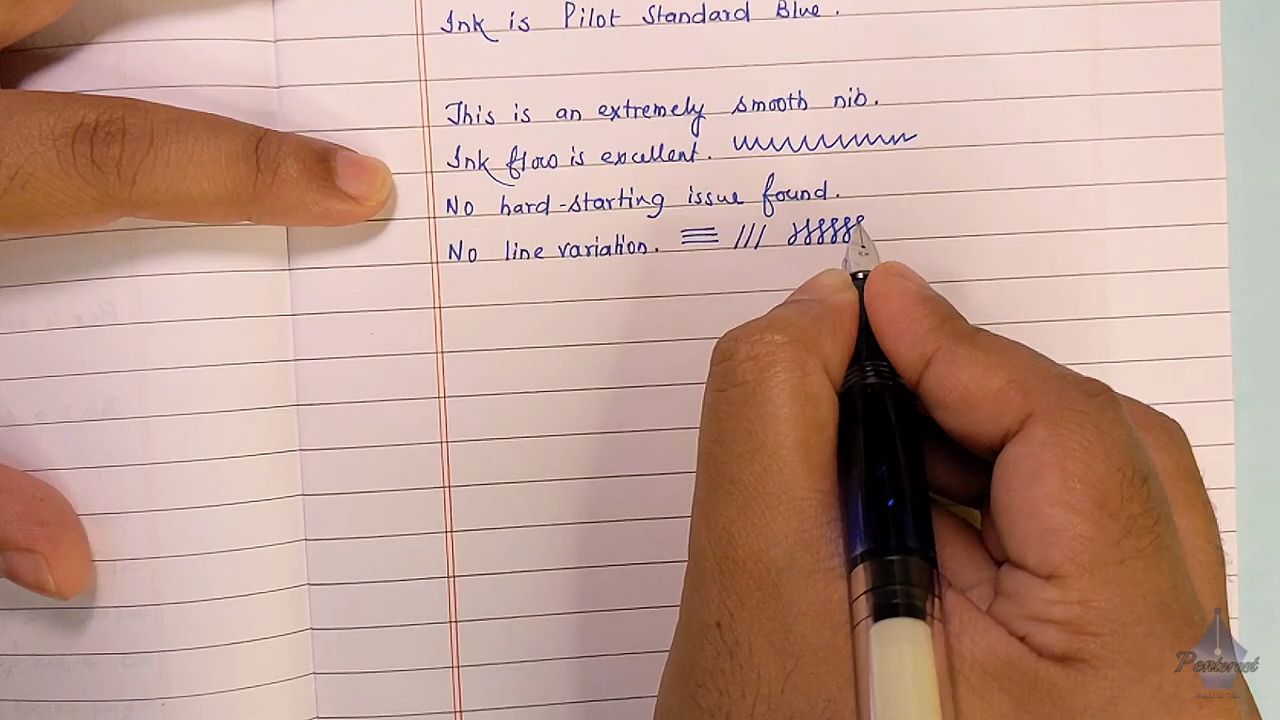 Ink is Pilot Standard Blue.
This is an extremely smooth nib.
Ink flow is excellent.
No hard-starting issue found.
No line variation.
Penterest